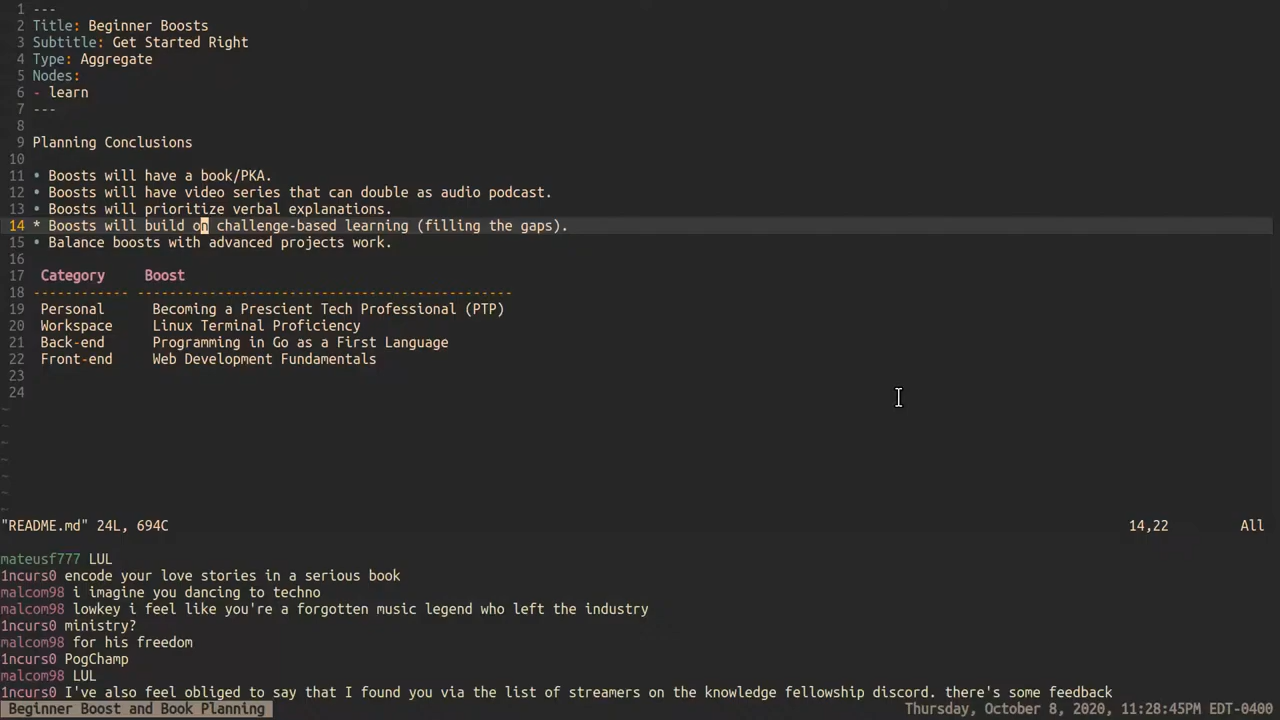 1 ---
2 Title: Beginner Boosts
3 Subtitle: Get Started Right
4 Type: Aggregate
5 Nodes:
6 - learn
7 ---
8
9 Planning Conclusions
10
11 • Boosts will have a book/PKA.
12 • Boosts will have video series that can double as audio podcast.
13 • Boosts will prioritize verbal explanations.
14 * Boosts will build on challenge-based learning (filling the gaps).
15 • Balance boosts with advanced projects work.
16
17 Category Boost
18 ----------- -----------------------------------------------
19 Personal Becoming a Prescient Tech Professional (PTP)
20 Workspace Linux Terminal Proficiency
21 Back-end Programming in Go as a First Language
22 Front-end Web Development Fundamentals
23
24
~
~
~
~
~
~
~
"README.md" 24L, 694C 14,22 All
mateusf777 LUL
1ncurs0 encode your love stories in a serious book
malcom98 i imagine you dancing to techno
malcom98 lowkey i feel like you're a forgotten music legend who left the industry
1ncurs0 ministry?
malcom98 for his freedom
1ncurs0 PogChamp
malcom98 LUL
1ncurs0 I've also feel obliged to say that I found you via the list of streamers on the knowledge fellowship discord. there's some feedback
Beginner Boost and Book Planning Thursday, October 8, 2020, 11:28:45PM EDT-0400